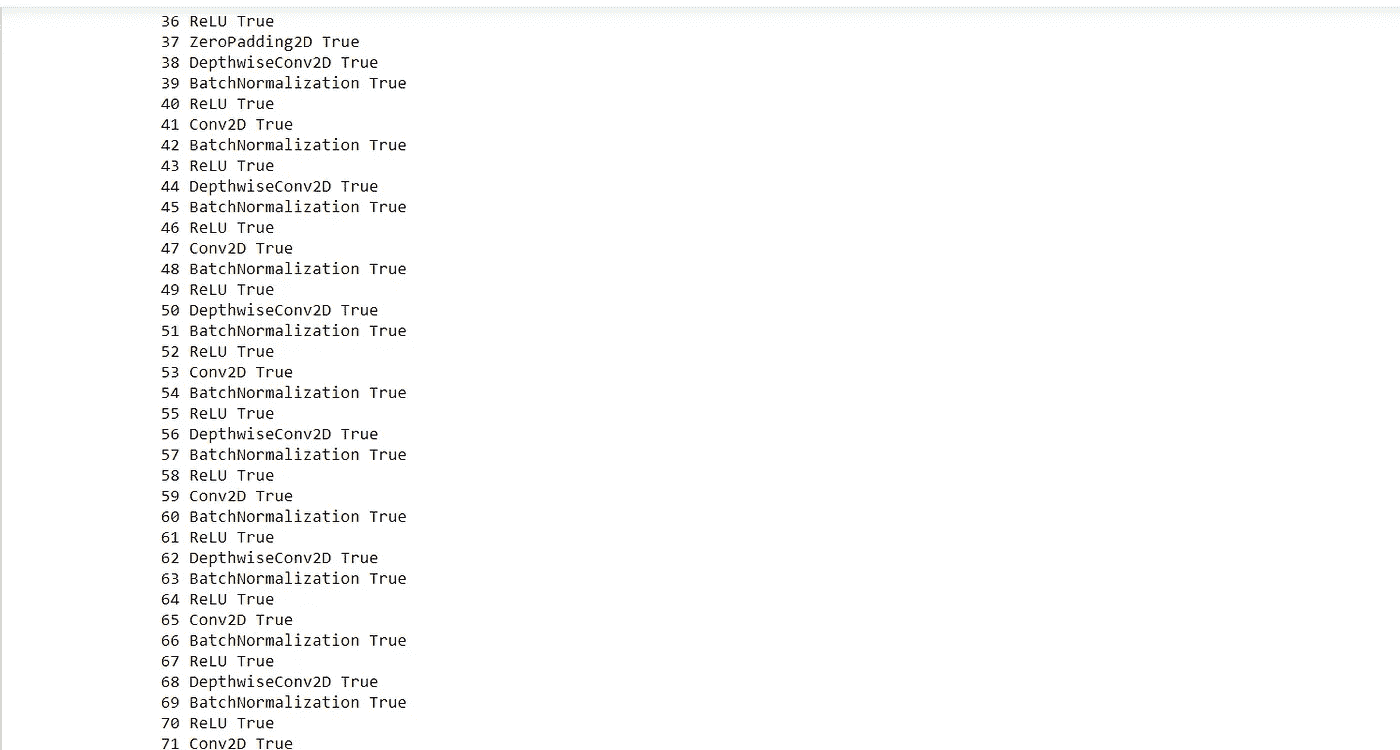 36 ReLU True
37 ZeroPadding2D True
38 DepthwiseConv2D True
39 BatchNormalization True
40 ReLU True
41 Conv2D True
42 BatchNormalization True
43 ReLU True
44 DepthwiseConv2D True
45 BatchNormalization True
46 ReLU True
47 Conv2D True
48 BatchNormalization True
49 ReLU True
50 DepthwiseConv2D True
51 BatchNormalization True
52 ReLU True
53 Conv2D True
54 BatchNormalization True
55 ReLU True
56 DepthwiseConv2D True
57 BatchNormalization True
58 ReLU True
59 Conv2D True
60 BatchNormalization True
61 ReLU True
62 DepthwiseConv2D True
63 BatchNormalization True
64 ReLU True
65 Conv2D True
66 BatchNormalization True
67 ReLU True
68 DepthwiseConv2D True
69 BatchNormalization True
70 ReLU True
71 Conv2D True